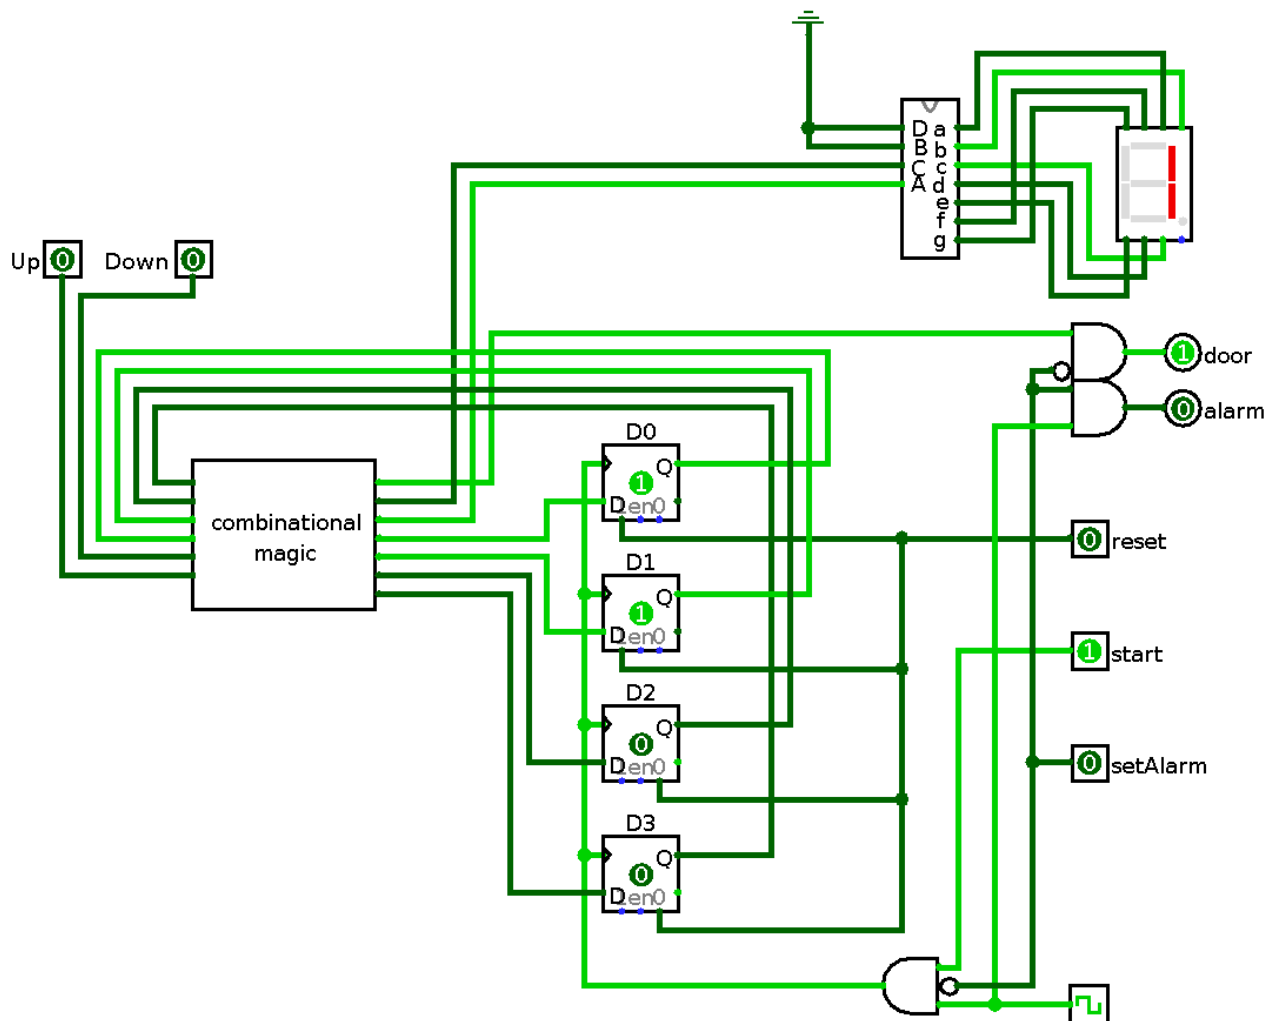 D a
B b
C c
A d
e
f
g
Up 0
Down 0
1 door
0 alarm
combinational
magic
D0
Q
1
D en 0
0 reset
D1
Q
1
D en 0
1 start
D2
Q
0
D en 0
0 setAlarm
D3
Q
0
D en 0